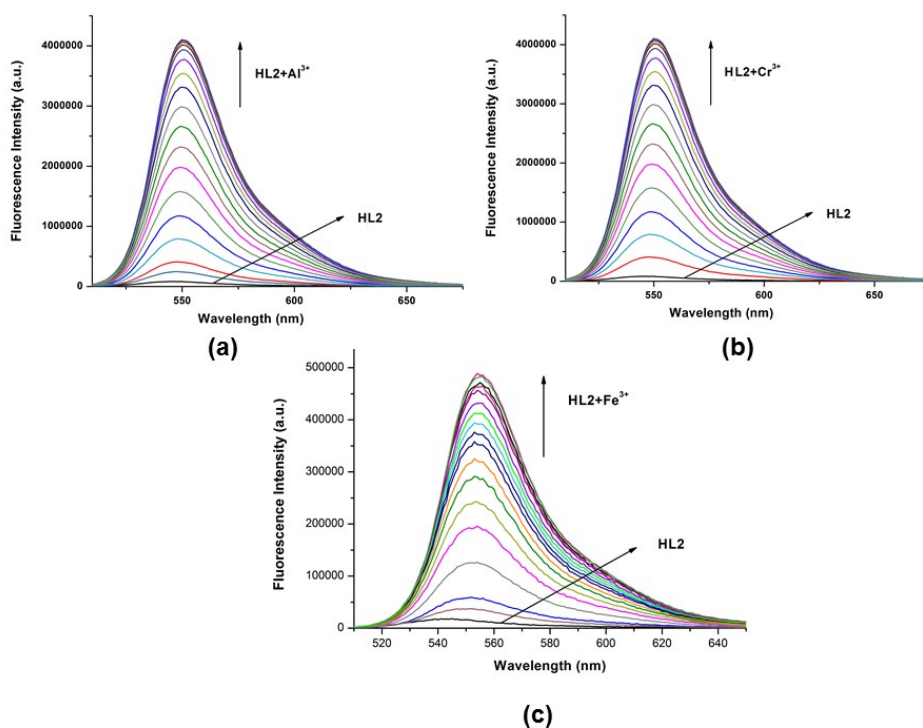 4000000
3000000
2000000
1000000
0
Fluorescence Intensity (a.u.)
HL2+Al³⁺
HL2
550 600 650
Wavelength (nm)
(a)
4000000
3000000
2000000
1000000
0
Fluorescence Intensity (a.u.)
HL2+Cr³⁺
HL2
550 600 650
Wavelength (nm)
(b)
500000
400000
300000
200000
100000
0
Fluorescence Intensity (a.u.)
HL2+Fe³⁺
HL2
520 540 560 580 600 620 640
Wavelength (nm)
(c)